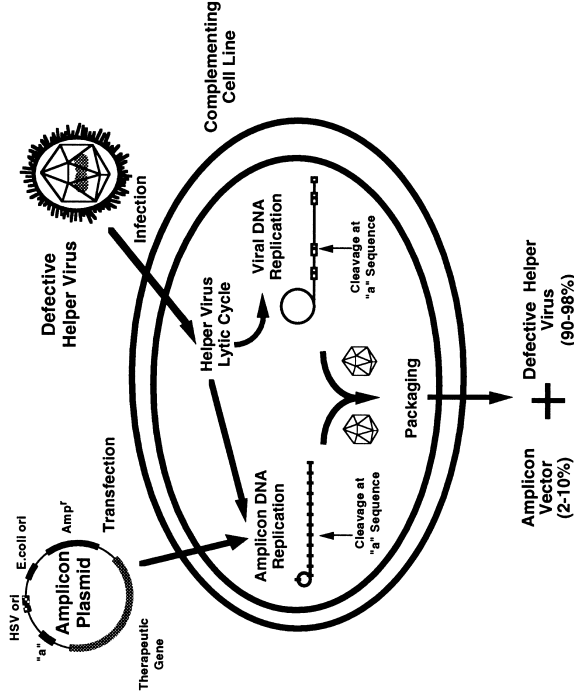 HSV ori
E.coli ori
"a"
Amplicon
Plasmid
Ampʳ
Therapeutic
Gene
Transfection
Defective
Helper Virus
Infection
Complementing
Cell Line
Helper Virus
Lytic Cycle
Amplicon DNA
Replication
Cleavage at
"a" Sequence
Viral DNA
Replication
Cleavage at
"a" Sequence
Packaging
Amplicon
Vector
(2-10%)
+
Defective Helper
Virus
(90-98%)